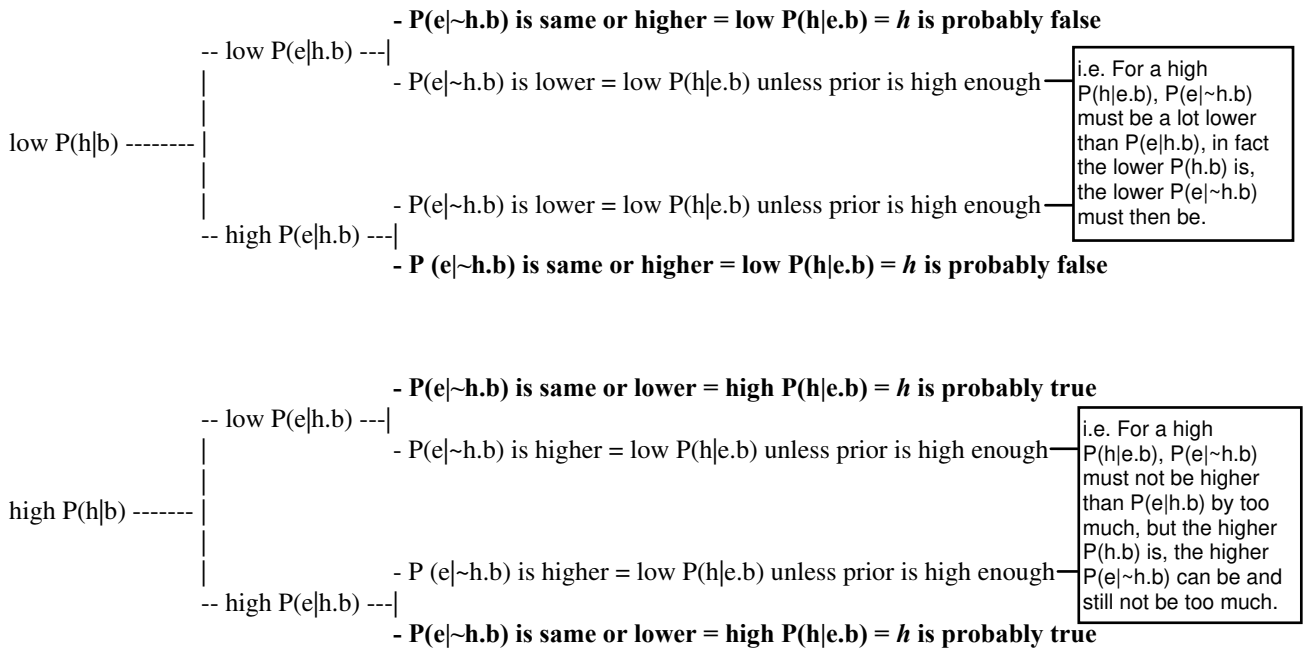 - P(e|~h.b) is same or higher = low P(h|e.b) = h is probably false
-- low P(e|h.b) ---|
- P(e|~h.b) is lower = low P(h|e.b) unless prior is high enough
i.e. For a high
P(h|e.b), P(e|~h.b)
must be a lot lower
than P(e|h.b), in fact
the lower P(h.b) is,
the lower P(e|~h.b)
must then be.
low P(h|b) -------- |
- P(e|~h.b) is lower = low P(h|e.b) unless prior is high enough
-- high P(e|h.b) ---|
- P (e|~h.b) is same or higher = low P(h|e.b) = h is probably false
- P(e|~h.b) is same or lower = high P(h|e.b) = h is probably true
-- low P(e|h.b) ---|
- P(e|~h.b) is higher = low P(h|e.b) unless prior is high enough
i.e. For a high
P(h|e.b), P(e|~h.b)
must not be higher
than P(e|h.b) by too
much, but the higher
P(h.b) is, the higher
P(e|~h.b) can be and
still not be too much.
high P(h|b) ------- |
- P (e|~h.b) is higher = low P(h|e.b) unless prior is high enough
-- high P(e|h.b) ---|
- P(e|~h.b) is same or lower = high P(h|e.b) = h is probably true